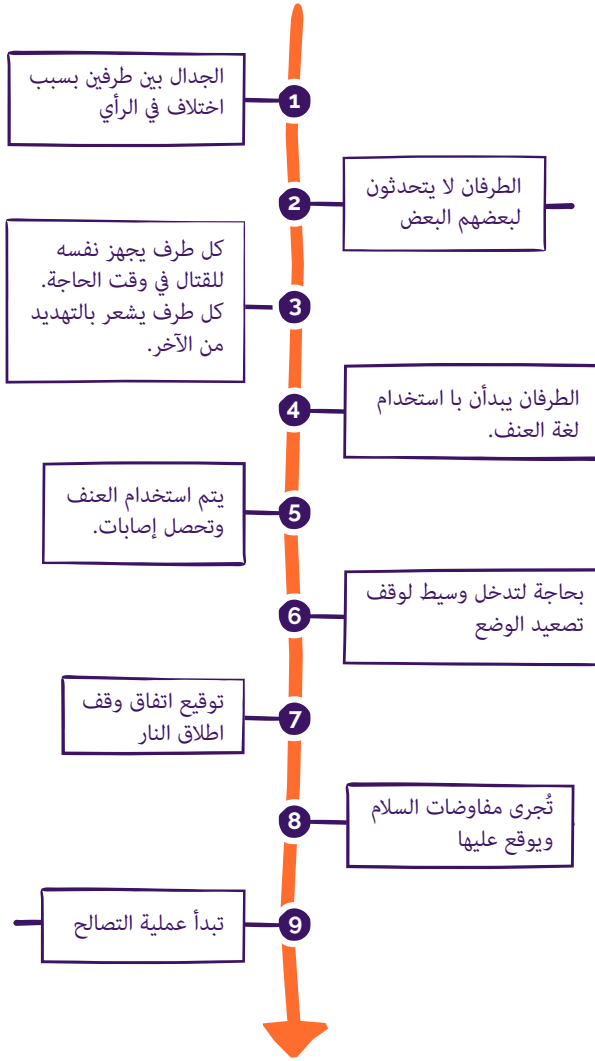 1
الجدال بين طرفين بسبب
اختلاف في الرأي
2
الطرفان لا يتحدثون
لبعضهم البعض
3
كل طرف يجهز نفسه
للقتال في وقت الحاجة.
كل طرف يشعر بالتهديد
من الآخر.
4
الطرفان يبدأن با استخدام
لغة العنف.
5
يتم استخدام العنف
وتحصل إصابات.
6
بحاجة لتدخل وسيط لوقف
تصعيد الوضع
7
توقيع اتفاق وقف
اطلاق النار
8
تُجرى مفاوضات السلام
ويوقع عليها
9
تبدأ عملية التصالح